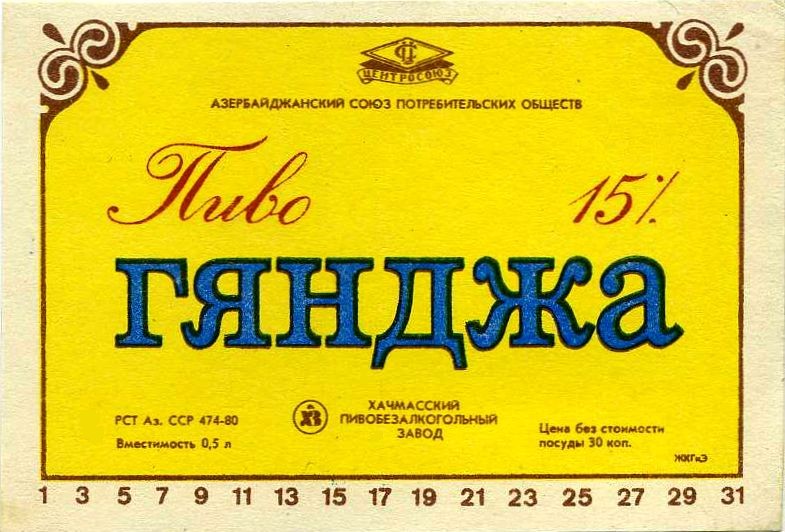 ЦЕНТРОСОЮЗ
АЗЕРБАЙДЖАНСКИЙ СОЮЗ ПОТРЕБИТЕЛЬСКИХ ОБЩЕСТВ
Пиво 15%
ГЯНДЖА
РСТ Аз. ССР 474-80
Вместимость 0,5 л
ХАЧМАССКИЙ
ПИВОБЕЗАЛКОГОЛЬНЫЙ
ЗАВОД
Цена без стоимости
посуды 30 коп.
1 3 5 7 9 11 13 15 17 19 21 23 25 27 29 31